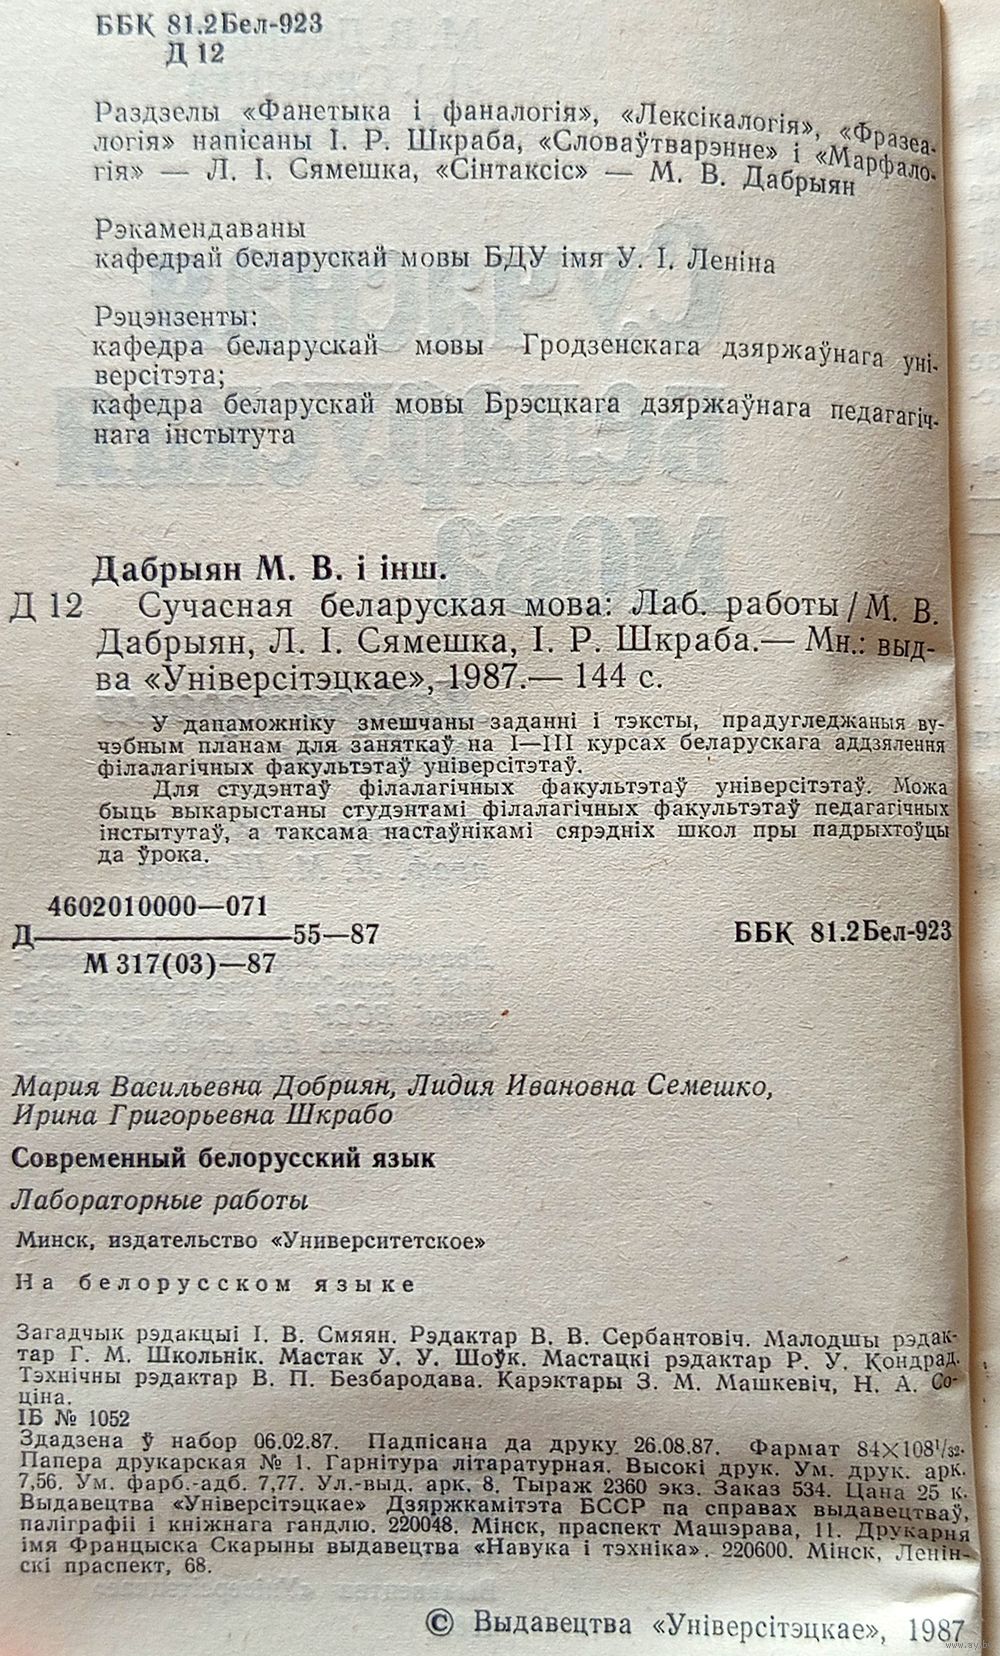 ББК 81.2Бел-923
Д 12
Раздзелы «Фанетыка і фаналогія», «Лексікалогія», «Фразеа-
логія» напісаны І. Р. Шкраба, «Словаўтварэнне» і «Марфало-
гія» — Л. І. Сямешка, «Сінтаксіс» — М. В. Дабрыян
Рэкамендаваны
кафедрай беларускай мовы БДУ імя У. І. Леніна
Рэцэнзенты:
кафедра беларускай мовы Гродзенскага дзяржаўнага уні-
версітэта;
кафедра беларускай мовы Брэсцкага дзяржаўнага педагагіч-
нага інстытута
Дабрыян М. В. і інш.
Д 12 Сучасная беларуская мова: Лаб. работы / М. В.
Дабрыян, Л. І. Сямешка, І. Р. Шкраба.— Мн.: выд-
ва «Універсітэцкае», 1987.— 144 с.
У дапаможніку змешчаны заданні і тэксты, прадугледжаныя ву-
чэбным планам для заняткаў на I—III курсах беларускага аддзялення
філалагічных факультэтаў універсітэтаў.
Для студэнтаў філалагічных факультэтаў універсітэтаў. Можа
быць выкарыстаны студэнтамі філалагічных факультэтаў педагагічных
інстытутаў, а таксама настаўнікамі сярэдніх школ пры падрыхтоўцы
да ўрока.
4602010000—071
Д———55—87 ББК 81.2Бел-923
М 317(03)—87
Мария Васильевна Добриян, Лидия Ивановна Семешко,
Ирина Григорьевна Шкрабо
Современный белорусский язык
Лабораторные работы
Минск, издательство «Университетское»
На белорусском языке
Загадчык рэдакцыі І. В. Смяян. Рэдактар В. В. Сербантовіч. Малодшы рэдак-
тар Г. М. Школьнік. Мастак У. У. Шоўк. Мастацкі рэдактар Р. У. Кондрад.
Тэхнічны рэдактар В. П. Безбародава. Карэктары З. М. Машкевіч, Н. А. Со-
ціна.
ІБ № 1052
Здадзена ў набор 06.02.87. Падпісана да друку 26.08.87. Фармат 84×108¹/₃₂.
Папера друкарская № 1. Гарнітура літаратурная. Высокі друк. Ум. друк. арк.
7,56. Ум. фарб.-адб. 7,77. Ул.-выд. арк. 8. Тыраж 2360 экз. Заказ 534. Цана 25 к.
Выдавецтва «Універсітэцкае» Дзяржкамітэта БССР па справах выдавецтваў,
паліграфіі і кніжнага гандлю. 220048. Мінск, праспект Машэрава, 11. Друкарня
імя Францыска Скарыны выдавецтва «Навука і тэхніка». 220600. Мінск, Ленін-
скі праспект, 68.
© Выдавецтва «Універсітэцкае», 1987
www.ay.by